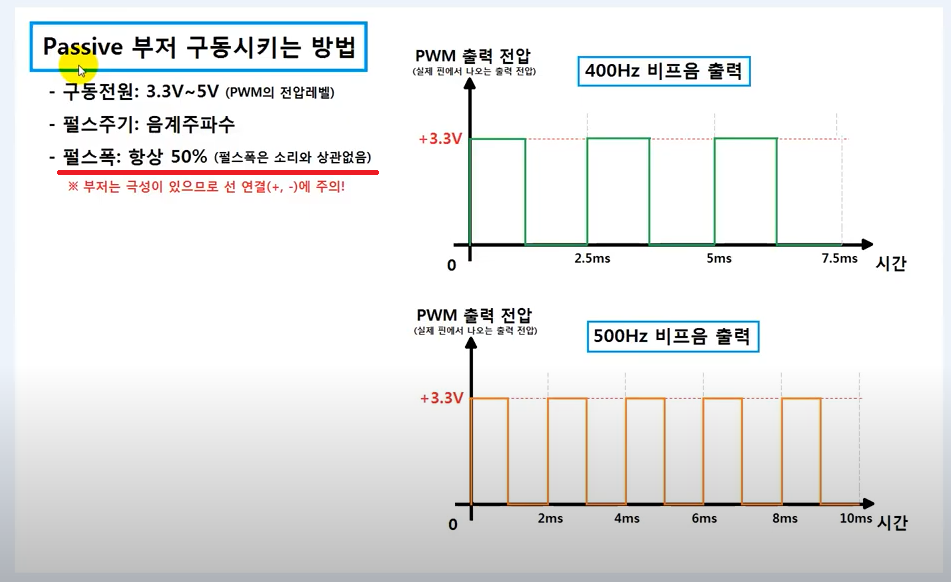 Passive 부저 구동시키는 방법
- 구동전원: 3.3V~5V (PWM의 전압레벨)
- 펄스주기: 음계주파수
- 펄스폭: 항상 50% (펄스폭은 소리와 상관없음)
※ 부저는 극성이 있으므로 선 연결(+, -)에 주의!
PWM 출력 전압
(실제 핀에서 나오는 출력 전압)
400Hz 비프음 출력
+3.3V
0
2.5ms
5ms
7.5ms
시간
PWM 출력 전압
(실제 핀에서 나오는 출력 전압)
500Hz 비프음 출력
+3.3V
0
2ms
4ms
6ms
8ms
10ms
시간